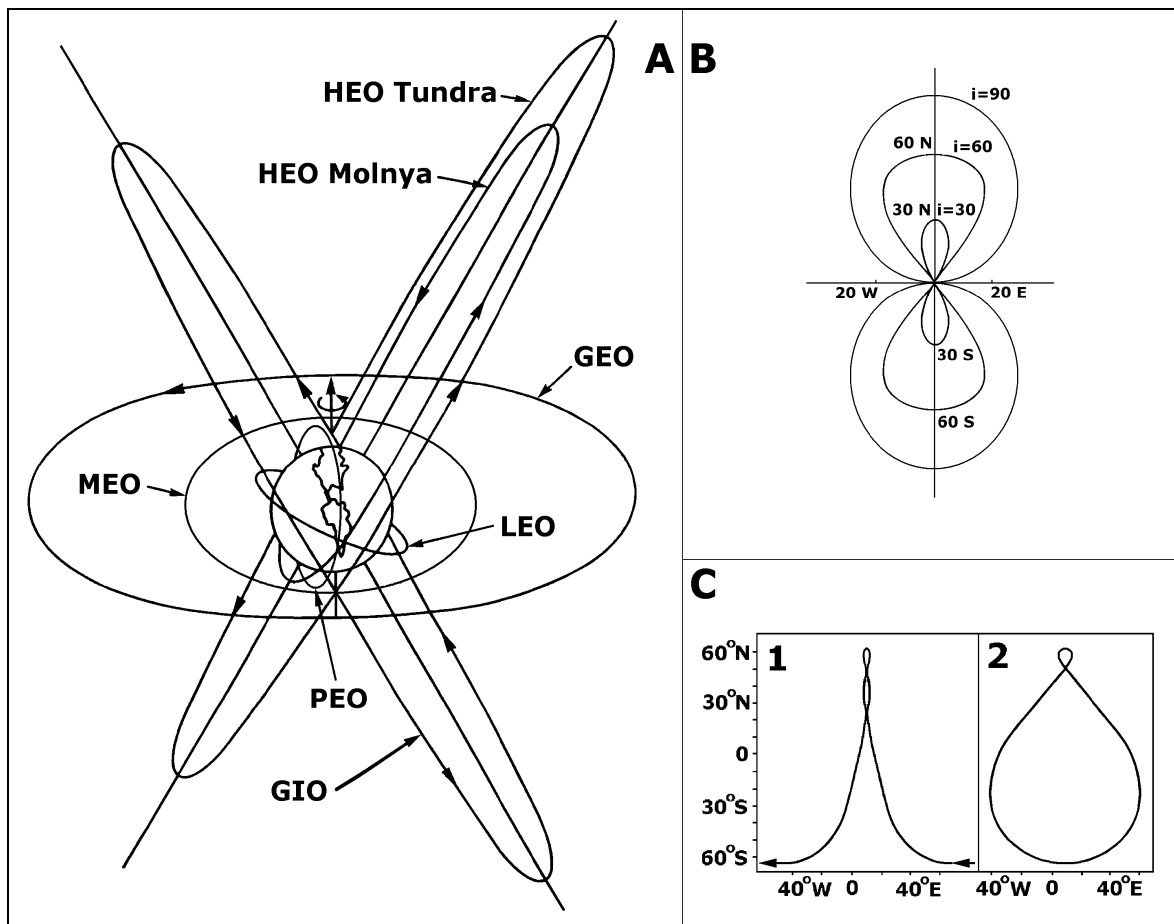 A
HEO Tundra
HEO Molnya
GEO
MEO
LEO
PEO
GIO
B
i=90
60 N i=60
30 N i=30
20 W 20 E
30 S
60 S
C
1 2
60°N
30°N
0
30°S
60°S
40°W 0 40°E 40°W 0 40°E